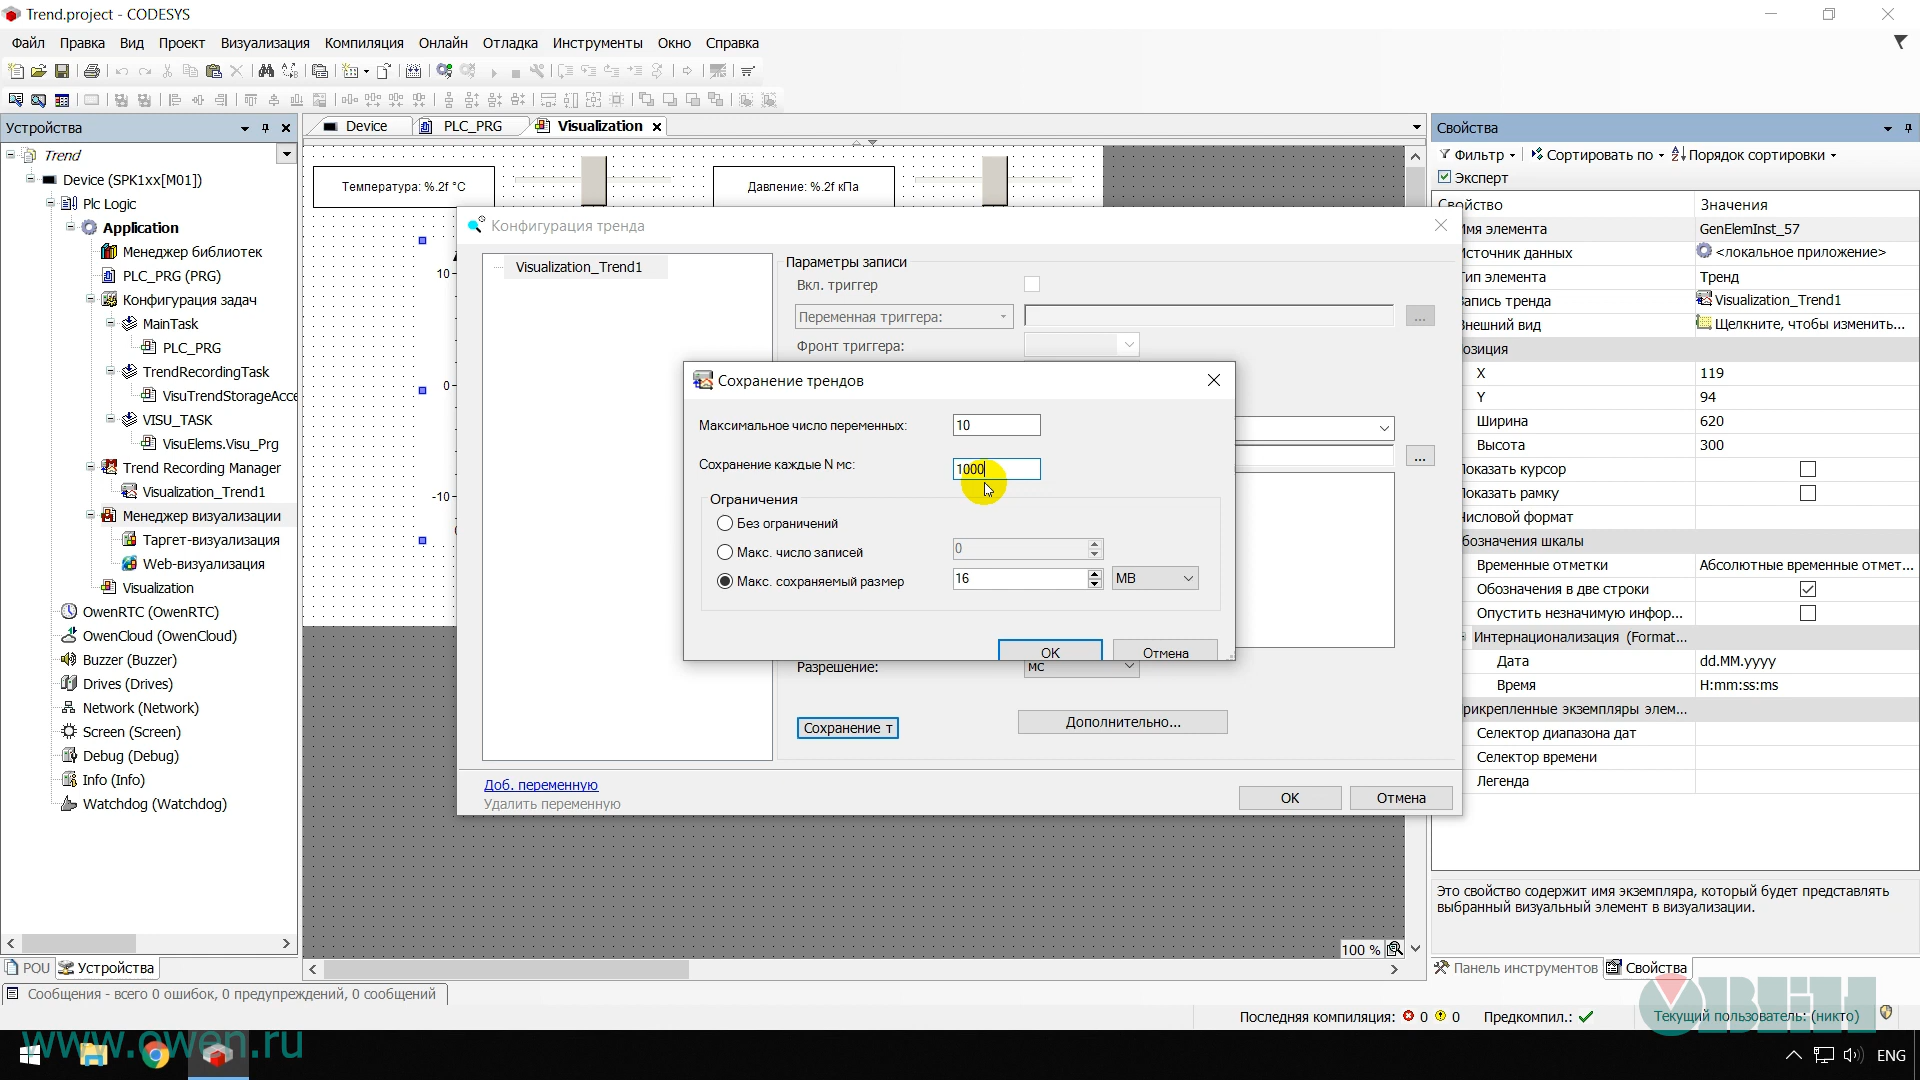 Trend.project - CODESYS
Файл Правка Вид Проект Визуализация Компиляция Онлайн Отладка Инструменты Окно Справка
Устройства
Trend
Device (SPK1xx[M01])
Plc Logic
Application
Менеджер библиотек
PLC_PRG (PRG)
Конфигурация задач
MainTask
PLC_PRG
TrendRecordingTask
VisuTrendStorageAcce
VISU_TASK
VisuElems.Visu_Prg
Trend Recording Manager
Visualization_Trend1
Менеджер визуализации
Таргет-визуализация
Web-визуализация
Visualization
OwenRTC (OwenRTC)
OwenCloud (OwenCloud)
Buzzer (Buzzer)
Drives (Drives)
Network (Network)
Screen (Screen)
Debug (Debug)
Info (Info)
Watchdog (Watchdog)
POU Устройства
Device PLC_PRG Visualization
Температура: %.2f °C Давление: %.2f кПа
10
0
-10
Конфигурация тренда
Visualization_Trend1
Параметры записи
Вкл. триггер
Переменная триггера: ...
Фронт триггера:
...
Разрешение: мс
Сохранение т Дополнительно...
Доб. переменную
Удалить переменную
OK Отмена
Сохранение трендов
Максимальное число переменных: 10
Сохранение каждые N мс: 1000
Ограничения
Без ограничений
Макс. число записей 0
Макс. сохраняемый размер 16 MB
OK Отмена
100 %
Свойства
Фильтр Сортировать по Порядок сортировки
Эксперт
Свойство Значения
Имя элемента GenElemInst_57
Источник данных <локальное приложение>
Тип элемента Тренд
Запись тренда Visualization_Trend1
Внешний вид Щелкните, чтобы изменить...
озиция
X 119
Y 94
Ширина 620
Высота 300
Показать курсор
Показать рамку
Числовой формат
бозначения шкалы
Временные отметки Абсолютные временные отмет...
Обозначения в две строки
Опустить незначимую инфор...
Интернационализация (Format...
Дата dd.MM.yyyy
Время H:mm:ss:ms
рикрепленные экземпляры элем...
Селектор диапазона дат
Селектор времени
Легенда
Это свойство содержит имя экземпляра, который будет представлять
выбранный визуальный элемент в визуализации.
Панель инструментов Свойства
Сообщения - всего 0 ошибок, 0 предупреждений, 0 сообщений
Последняя компиляция: 0 0 Предкомпил.: Текущий пользователь: (никто)
ОВЕН
www.owen.ru
ENG